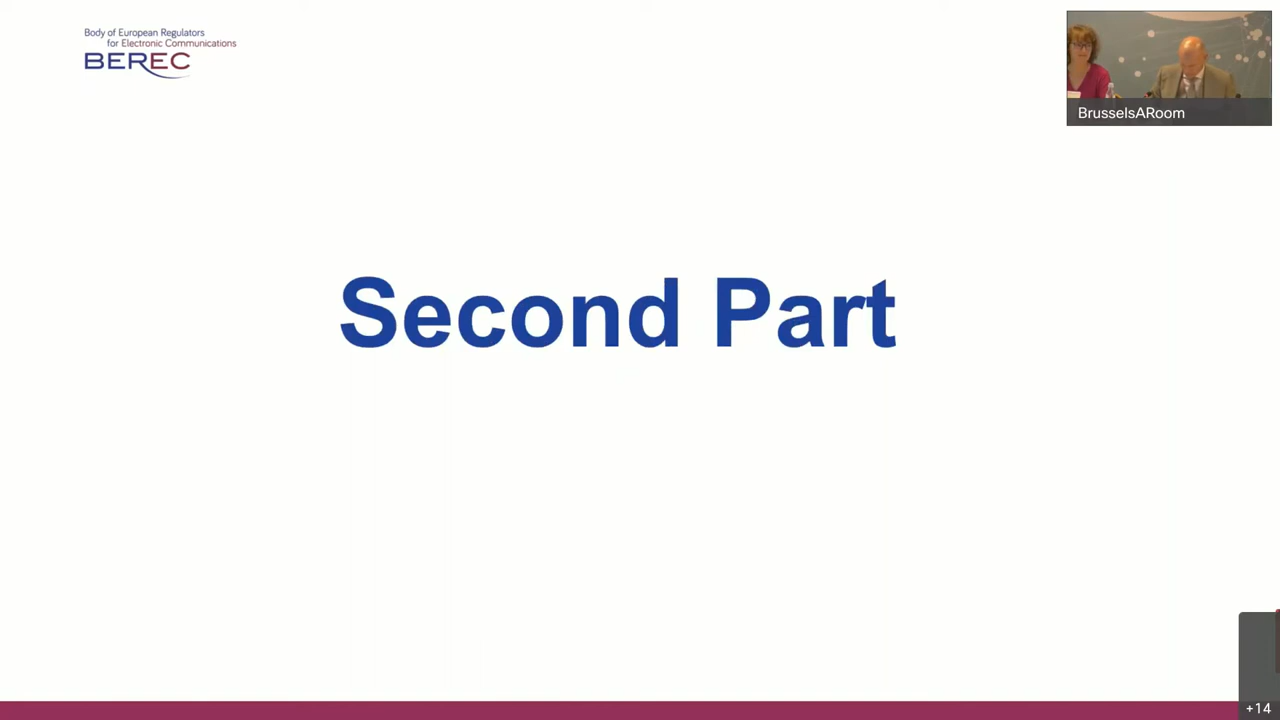 Body of European Regulators
for Electronic Communications
BEREC
BrusselsARoom
Second Part
+14